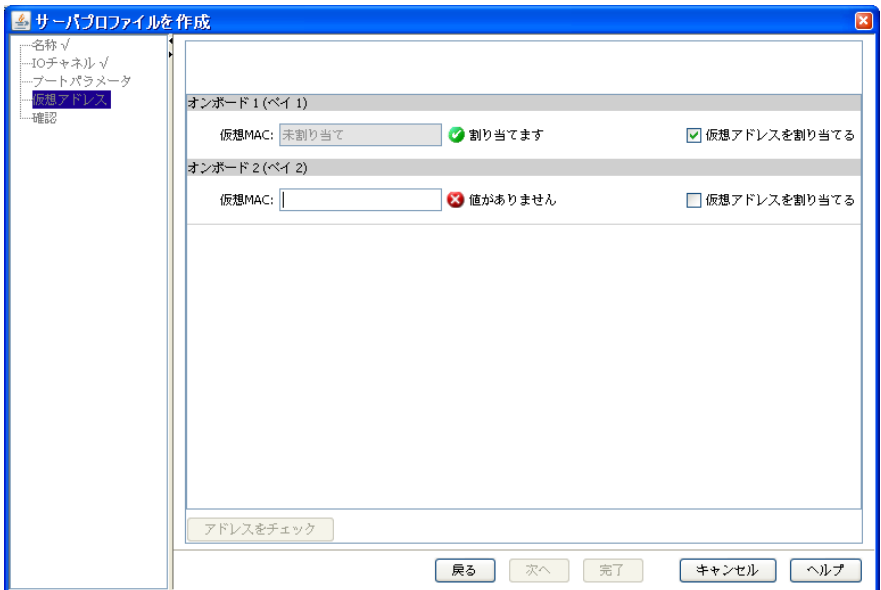 サーバプロファイルを作成
名称 √
IOチャネル √
ブートパラメータ
仮想アドレス
確認
オンボード 1 (ベイ 1)
仮想MAC: 未割り当て 割り当てます 仮想アドレスを割り当てる
オンボード 2 (ベイ 2)
仮想MAC: 値がありません 仮想アドレスを割り当てる
アドレスをチェック
戻る 次へ 完了 キャンセル ヘルプ